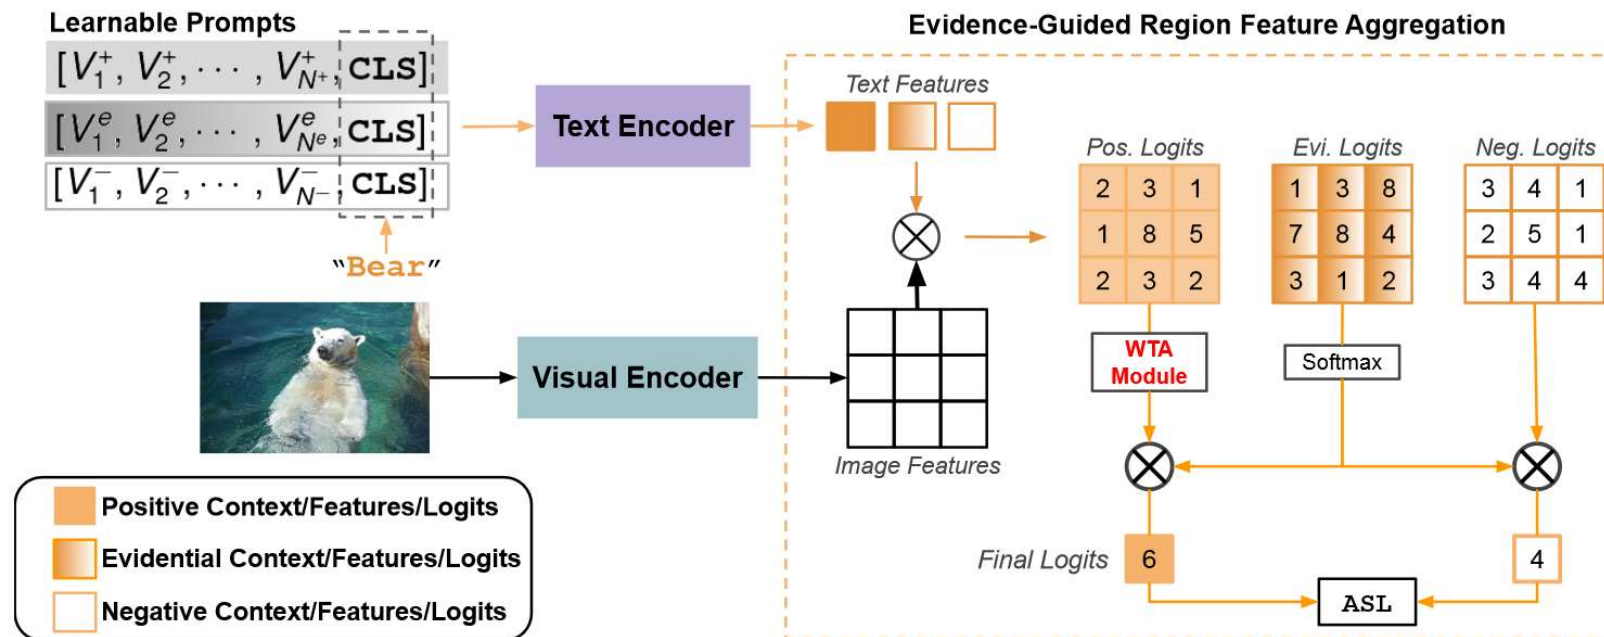 Learnable Prompts
[V₁⁺, V₂⁺, ⋯ , V_N⁺⁺, CLS]
[V₁ᵉ, V₂ᵉ, ⋯ , V_Nᵉᵉ, CLS]
[V₁⁻, V₂⁻, ⋯ , V_N⁻⁻, CLS]
"Bear"
Text Encoder
Visual Encoder
Evidence-Guided Region Feature Aggregation
Text Features
Image Features
Pos. Logits
2 3 1
1 8 5
2 3 2
Evi. Logits
1 3 8
7 8 4
3 1 2
Neg. Logits
3 4 1
2 5 1
3 4 4
WTA
Module
Softmax
Final Logits
6
4
ASL
Positive Context/Features/Logits
Evidential Context/Features/Logits
Negative Context/Features/Logits